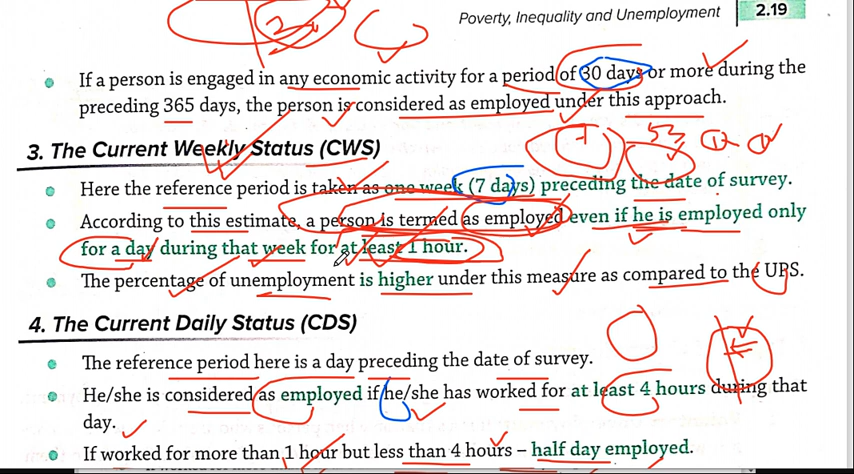 Poverty, Inequality and Unemployment 2.19
2
If a person is engaged in any economic activity for a period of 30 days or more during the
preceding 365 days, the person is considered as employed under this approach.
7 53
3. The Current Weekly Status (CWS)
Here the reference period is taken as one week (7 days) preceding the date of survey.
According to this estimate, a person is termed as employed even if he is employed only
for a day during that week for at least 1 hour.
The percentage of unemployment is higher under this measure as compared to the UPS.
4. The Current Daily Status (CDS)
The reference period here is a day preceding the date of survey.
He/she is considered as employed if he/she has worked for at least 4 hours during that
day.
If worked for more than 1 hour but less than 4 hours – half day employed.